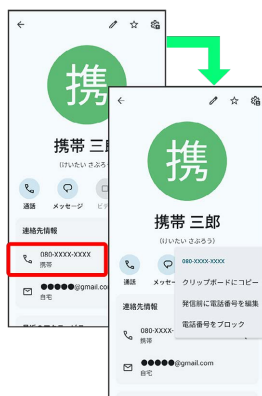 携
携帯 三
(けいたい さぶろ
通話
メッセージ
ビデ
連絡先情報
080-XXXX-XXXX
携帯
●●●●●@gmail.co
自宅
携
携帯 三郎
(けいたい さぶろう)
通話
メッセー
080-XXXX-XXXX
クリップボードにコピー
発信前に電話番号を編集
電話番号をブロック
連絡先情報
080-XXXX-
携帯
●●●●●@gmail.com
自宅